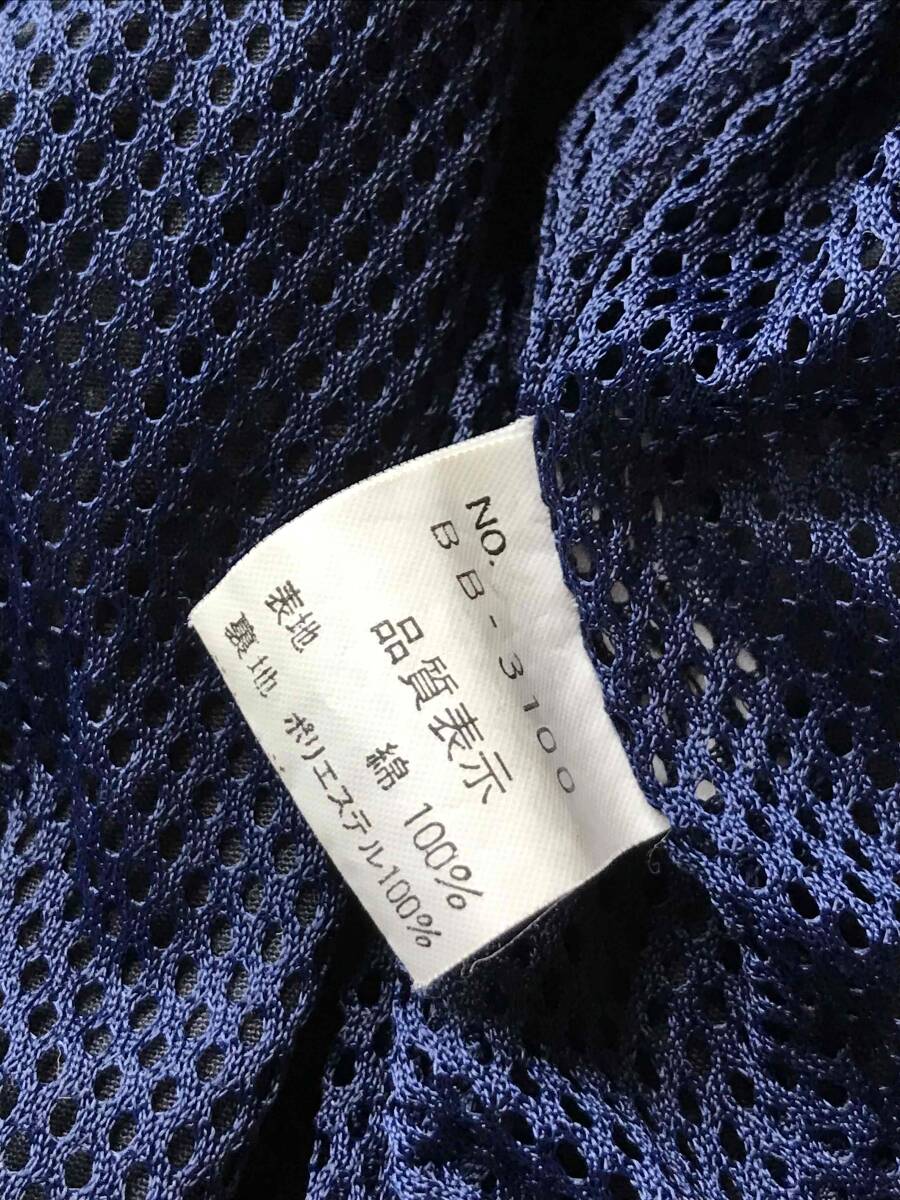 NO.
BB-3100
品質表示
表地 綿 100%
裏地 ポリエステル100%